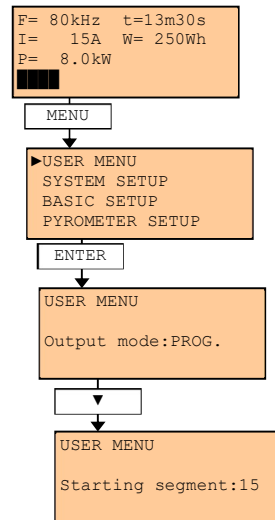 F= 80kHz t=13m30s
I= 15A W= 250Wh
P= 8.0kW
MENU
►USER MENU
SYSTEM SETUP
BASIC SETUP
PYROMETER SETUP
ENTER
USER MENU
Output mode:PROG.
▼
USER MENU
Starting segment:15